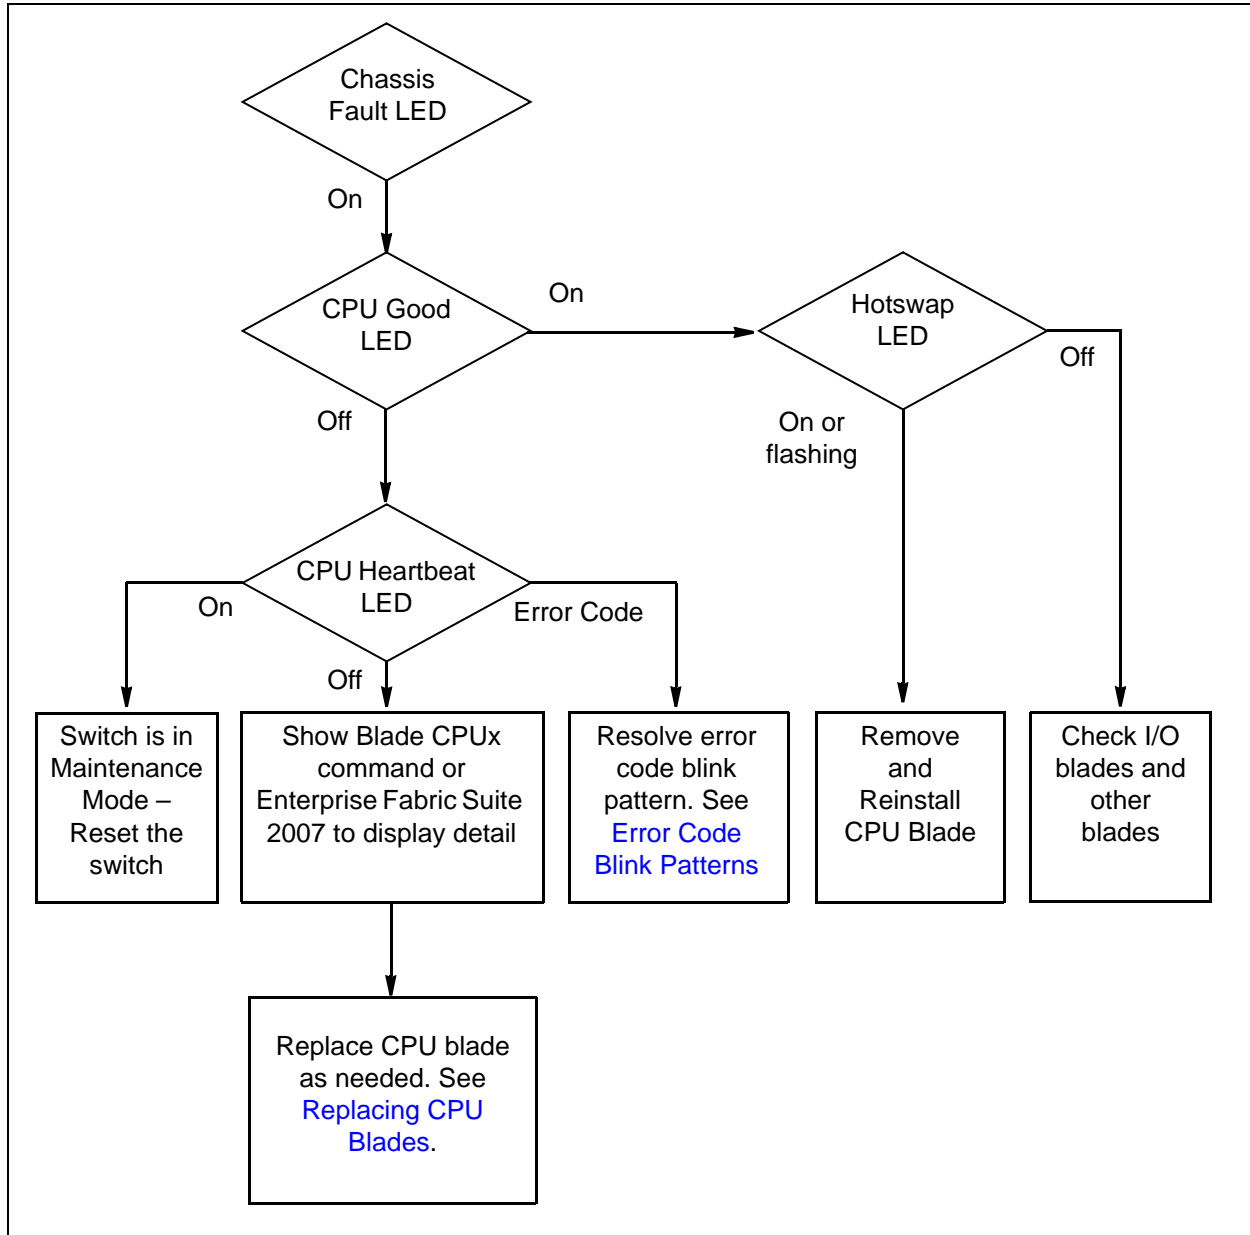 Chassis
Fault LED
On
CPU Good
LED
On
Hotswap
LED
Off
Off
On or
flashing
CPU Heartbeat
LED
On
Error Code
Off
Switch is in
Maintenance
Mode –
Reset the
switch
Show Blade CPUx
command or
Enterprise Fabric Suite
2007 to display detail
Resolve error
code blink
pattern. See
Error Code
Blink Patterns
Remove
and
Reinstall
CPU Blade
Check I/O
blades and
other
blades
Replace CPU blade
as needed. See
Replacing CPU
Blades.